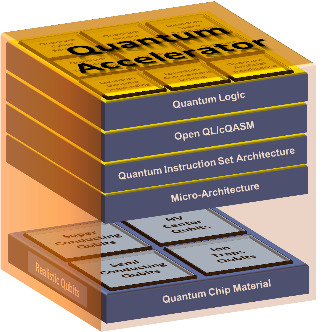 Quantum
Accelerator
Quantum Logic
Open QL/cQASM
Quantum Instruction Set Architecture
Micro-Architecture
Super
Conducting
Qubits
NV
Center
Qubits
Semi
Conducting
Qubits
Ion
Traps
Qubits
Realistic Qubits
Quantum Chip Material